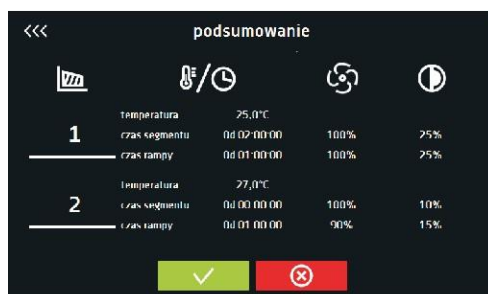 <<< podsumowanie
/
temperatura 25,0°C
1 czas segmentu 0d 02:00:00 100% 25%
czas rampy 0d 01:00:00 100% 25%
temperatura 27,0°C
2 czas segmentu 0d 00:00:00 100% 10%
czas rampy 0d 01:00:00 90% 15%